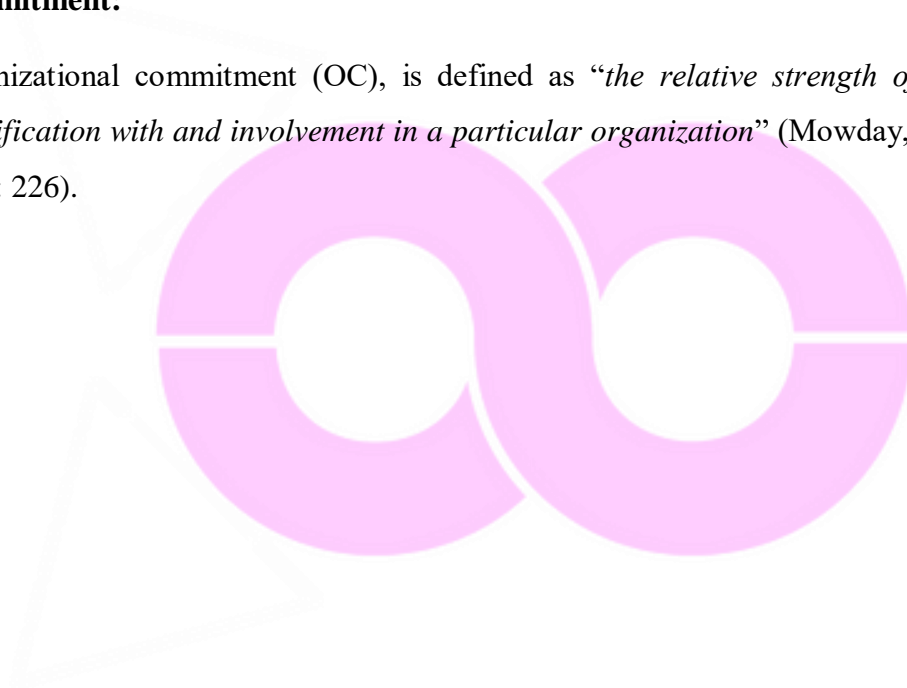 mitment:
nizational commitment (OC), is defined as “the relative strength of
ification with and involvement in a particular organization” (Mowday,
: 226).